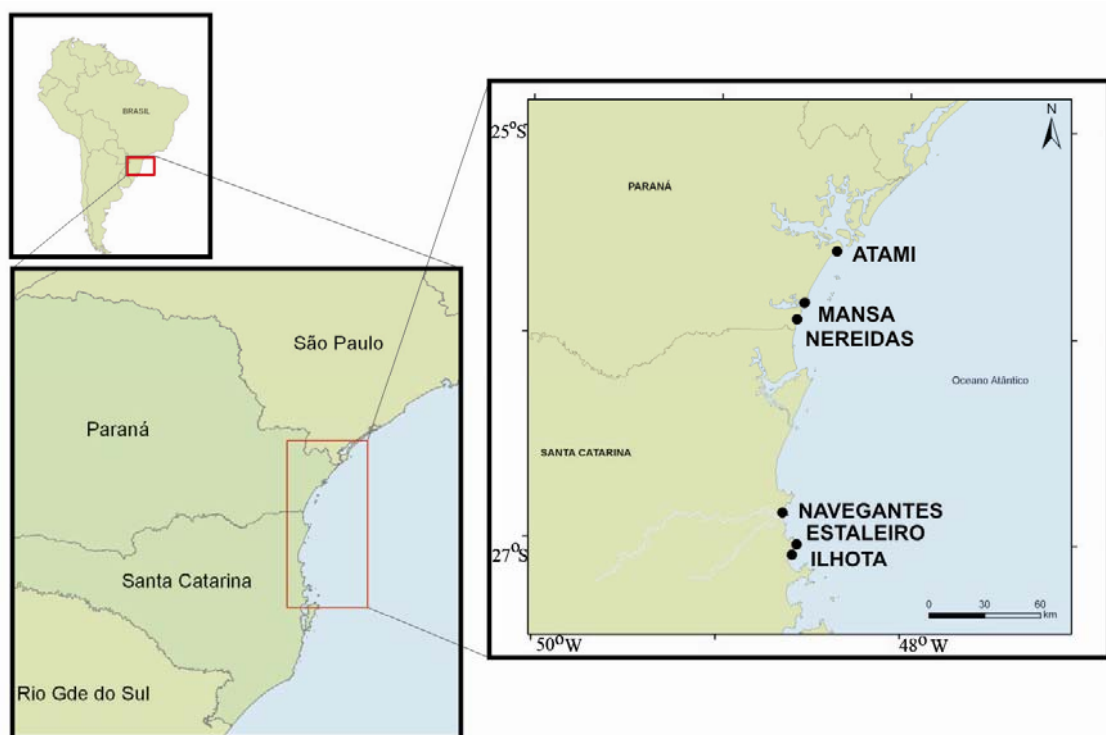 BRASIL
São Paulo
Paraná
Santa Catarina
Rio Gde do Sul
N
25°S
PARANÁ
ATAMI
MANSA
NEREIDAS
Oceano Atlântico
SANTA CATARINA
NAVEGANTES
ESTALEIRO
27°S
ILHOTA
0 30 60
km
50°W
48°W